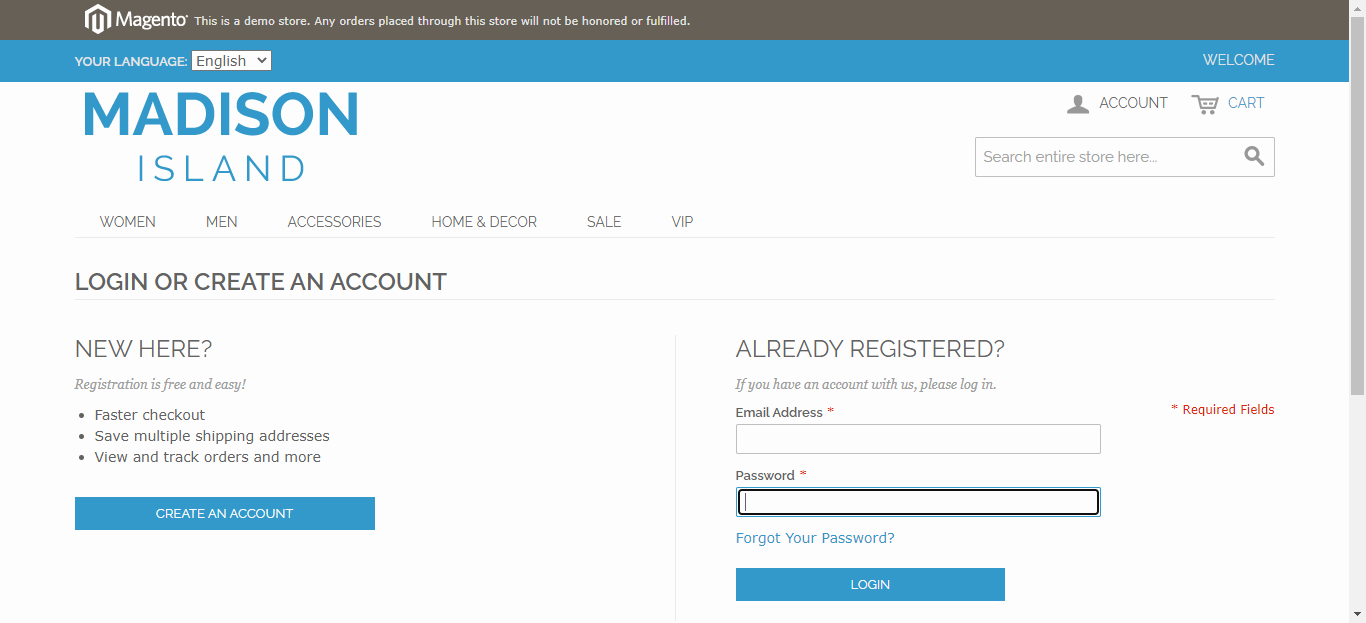 Magento This is a demo store. Any orders placed through this store will not be honored or fulfilled.
YOUR LANGUAGE: English WELCOME
MADISON
ISLAND
ACCOUNT CART
Search entire store here...
WOMEN MEN ACCESSORIES HOME & DECOR SALE VIP
LOGIN OR CREATE AN ACCOUNT
NEW HERE?
Registration is free and easy!
• Faster checkout
• Save multiple shipping addresses
• View and track orders and more
CREATE AN ACCOUNT
ALREADY REGISTERED?
If you have an account with us, please log in.
* Required Fields
Email Address *
Password *
Forgot Your Password?
LOGIN